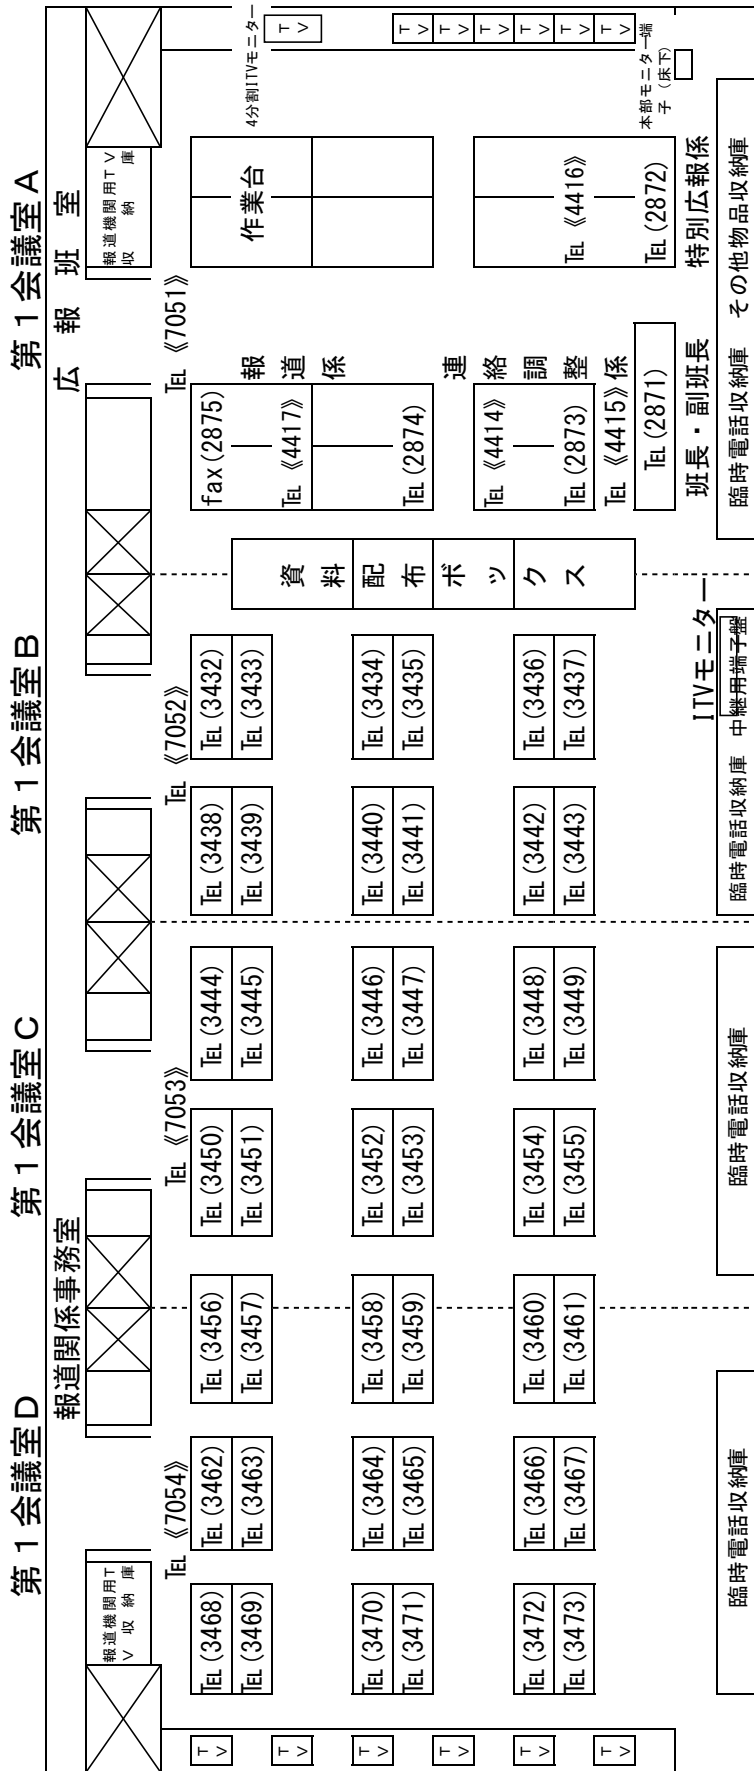 第１会議室Ｄ
第１会議室Ｃ
第１会議室Ｂ
第１会議室Ａ
報道関係事務室
広報班室
報道機関用Ｔ
Ｖ収納庫
報道機関用ＴＶ
収納庫
4分割ITVモニター
ＴＶ
ＴＶ
ＴＶ
ＴＶ
ＴＶ
ＴＶ
ＴＶ
本部モニター端
子（床下）
℡《7054》
℡《7053》
℡《7052》
℡《7051》
℡(3468)
℡(3469)
℡(3470)
℡(3471)
℡(3472)
℡(3473)
℡(3462)
℡(3463)
℡(3464)
℡(3465)
℡(3466)
℡(3467)
℡(3456)
℡(3457)
℡(3458)
℡(3459)
℡(3460)
℡(3461)
℡(3450)
℡(3451)
℡(3452)
℡(3453)
℡(3454)
℡(3455)
℡(3444)
℡(3445)
℡(3446)
℡(3447)
℡(3448)
℡(3449)
℡(3438)
℡(3439)
℡(3440)
℡(3441)
℡(3442)
℡(3443)
℡(3432)
℡(3433)
℡(3434)
℡(3435)
℡(3436)
℡(3437)
資料配布ボックス
fax(2875)
℡《4417》
℡(2874)
報道係
℡《4414》
℡(2873)
℡《4415》
連絡調整係
℡(2871)
班長・副班長
作業台
℡《4416》
℡(2872)
特別広報係
ITVモニター
臨時電話収納庫
臨時電話収納庫
臨時電話収納庫
中継用端子盤
臨時電話収納庫
その他物品収納庫
ＴＶ
ＴＶ
ＴＶ
ＴＶ
ＴＶ
ＴＶ